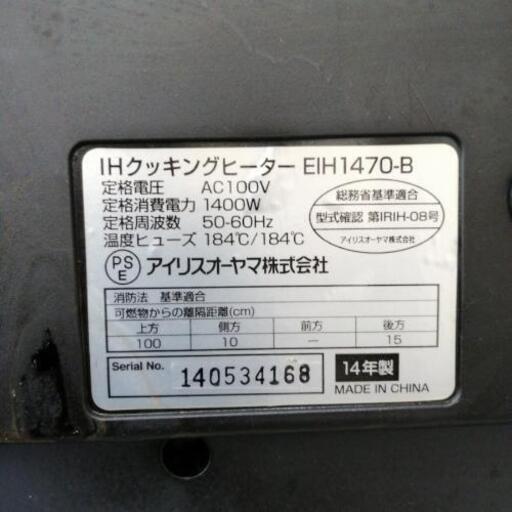 IHクッキングヒーター EIH1470-B
定格電圧 AC100V
定格消費電力 1400W
定格周波数 50-60Hz
温度ヒューズ 184℃/184℃
総務省基準適合
型式確認 第IRIH-08号
アイリスオーヤマ株式会社
PS
E
アイリスオーヤマ株式会社
消防法 基準適合
可燃物からの離隔距離(cm)
上方 側方 前方 後方
100 10 — 15
Serial No. 140534168
14年製
MADE IN CHINA